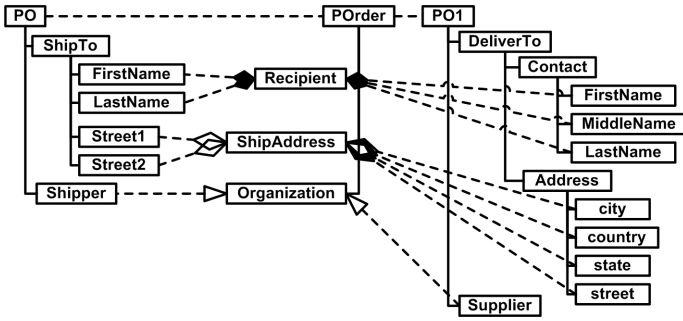 PO
POrder
PO1
ShipTo
DeliverTo
Contact
FirstName
Recipient
FirstName
LastName
MiddleName
Street1
ShipAddress
LastName
Street2
Address
Shipper
Organization
city
country
state
street
Supplier